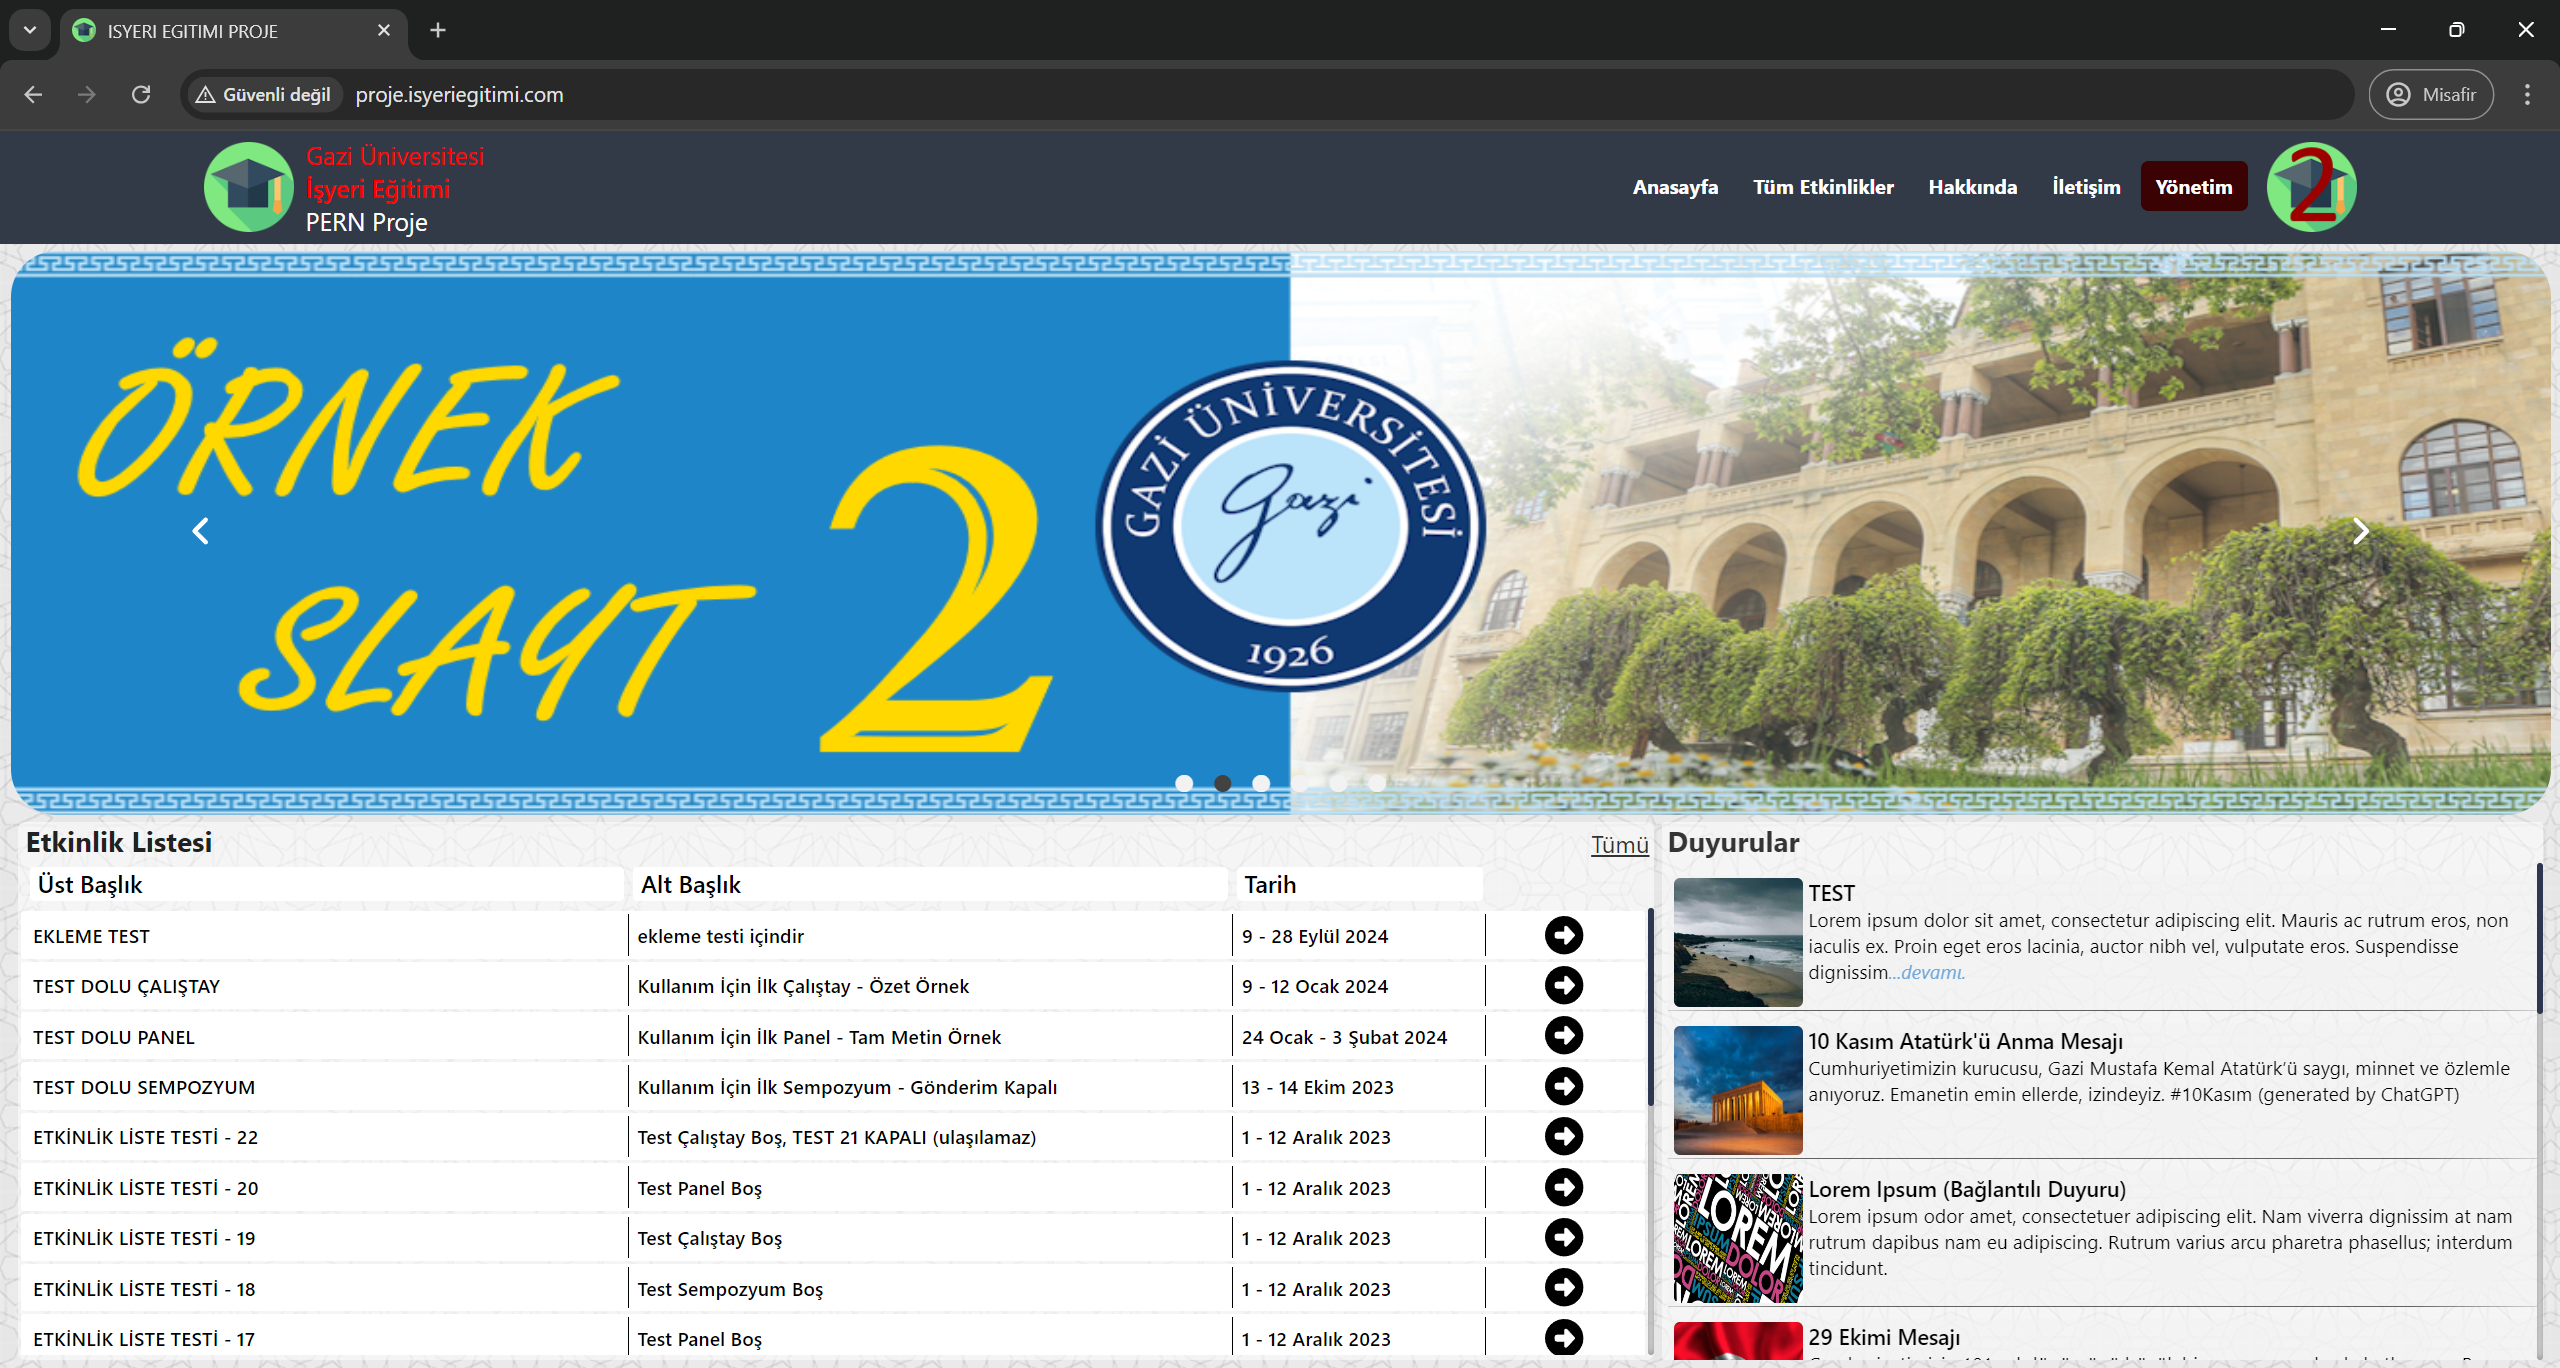 ISYERI EGITIMI PROJE
Güvenli değil
proje.isyeriegitimi.com
Misafir
Gazi Üniversitesi
İşyeri Eğitimi
PERN Proje
Anasayfa
Tüm Etkinlikler
Hakkında
İletişim
Yönetim
2
ÖRNEK
SLAYT
2
GAZİ ÜNİVERSİTESİ
gazi
1926
Etkinlik Listesi
Tümü
Üst Başlık Alt Başlık Tarih
EKLEME TEST ekleme testi içindir 9 - 28 Eylül 2024
TEST DOLU ÇALIŞTAY Kullanım İçin İlk Çalıştay - Özet Örnek 9 - 12 Ocak 2024
TEST DOLU PANEL Kullanım İçin İlk Panel - Tam Metin Örnek 24 Ocak - 3 Şubat 2024
TEST DOLU SEMPOZYUM Kullanım İçin İlk Sempozyum - Gönderim Kapalı 13 - 14 Ekim 2023
ETKİNLİK LİSTE TESTİ - 22 Test Çalıştay Boş, TEST 21 KAPALI (ulaşılamaz) 1 - 12 Aralık 2023
ETKİNLİK LİSTE TESTİ - 20 Test Panel Boş 1 - 12 Aralık 2023
ETKİNLİK LİSTE TESTİ - 19 Test Çalıştay Boş 1 - 12 Aralık 2023
ETKİNLİK LİSTE TESTİ - 18 Test Sempozyum Boş 1 - 12 Aralık 2023
ETKİNLİK LİSTE TESTİ - 17 Test Panel Boş 1 - 12 Aralık 2023
Duyurular
TEST
Lorem ipsum dolor sit amet, consectetur adipiscing elit. Mauris ac rutrum eros, non
iaculis ex. Proin eget eros lacinia, auctor nibh vel, vulputate eros. Suspendisse
dignissim...devamı.
10 Kasım Atatürk'ü Anma Mesajı
Cumhuriyetimizin kurucusu, Gazi Mustafa Kemal Atatürk'ü saygı, minnet ve özlemle
anıyoruz. Emanetin emin ellerde, izindeyiz. #10Kasım (generated by ChatGPT)
LOREM
IPSUM DOLOR
Lorem Ipsum (Bağlantılı Duyuru)
Lorem ipsum odor amet, consectetuer adipiscing elit. Nam viverra dignissim at nam
rutrum dapibus nam eu adipiscing. Rutrum varius arcu pharetra phasellus; interdum
tincidunt.
29 Ekimi Mesajı